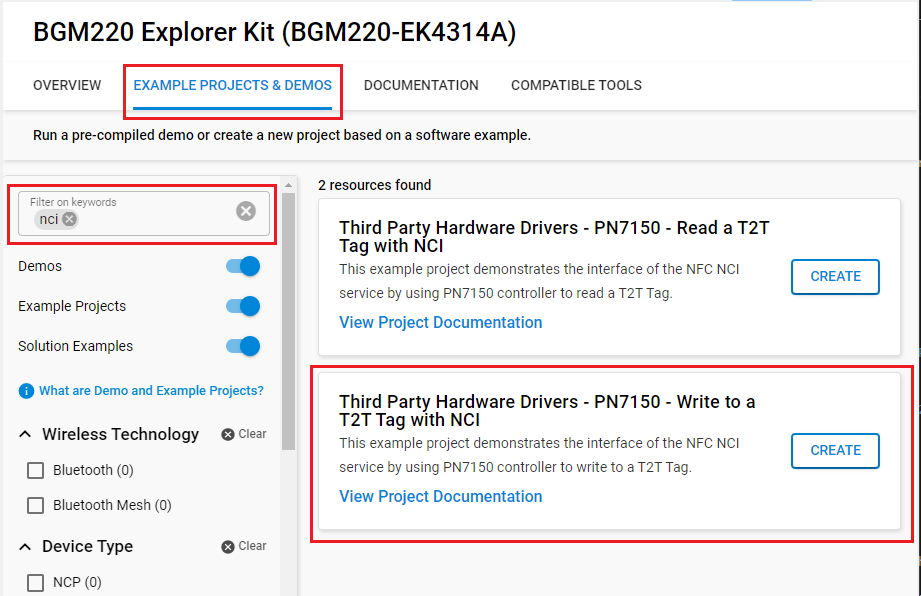 BGM220 Explorer Kit (BGM220-EK4314A)
OVERVIEW
EXAMPLE PROJECTS & DEMOS
DOCUMENTATION
COMPATIBLE TOOLS
Run a pre-compiled demo or create a new project based on a software example.
Filter on keywords
nci
Demos
Example Projects
Solution Examples
What are Demo and Example Projects?
Wireless Technology
Clear
Bluetooth (0)
Bluetooth Mesh (0)
Device Type
Clear
NCP (0)
2 resources found
Third Party Hardware Drivers - PN7150 - Read a T2T
Tag with NCI
This example project demonstrates the interface of the NFC NCI
service by using PN7150 controller to read a T2T Tag.
View Project Documentation
CREATE
Third Party Hardware Drivers - PN7150 - Write to a
T2T Tag with NCI
This example project demonstrates the interface of the NFC NCI
service by using PN7150 controller to write to a T2T Tag.
View Project Documentation
CREATE